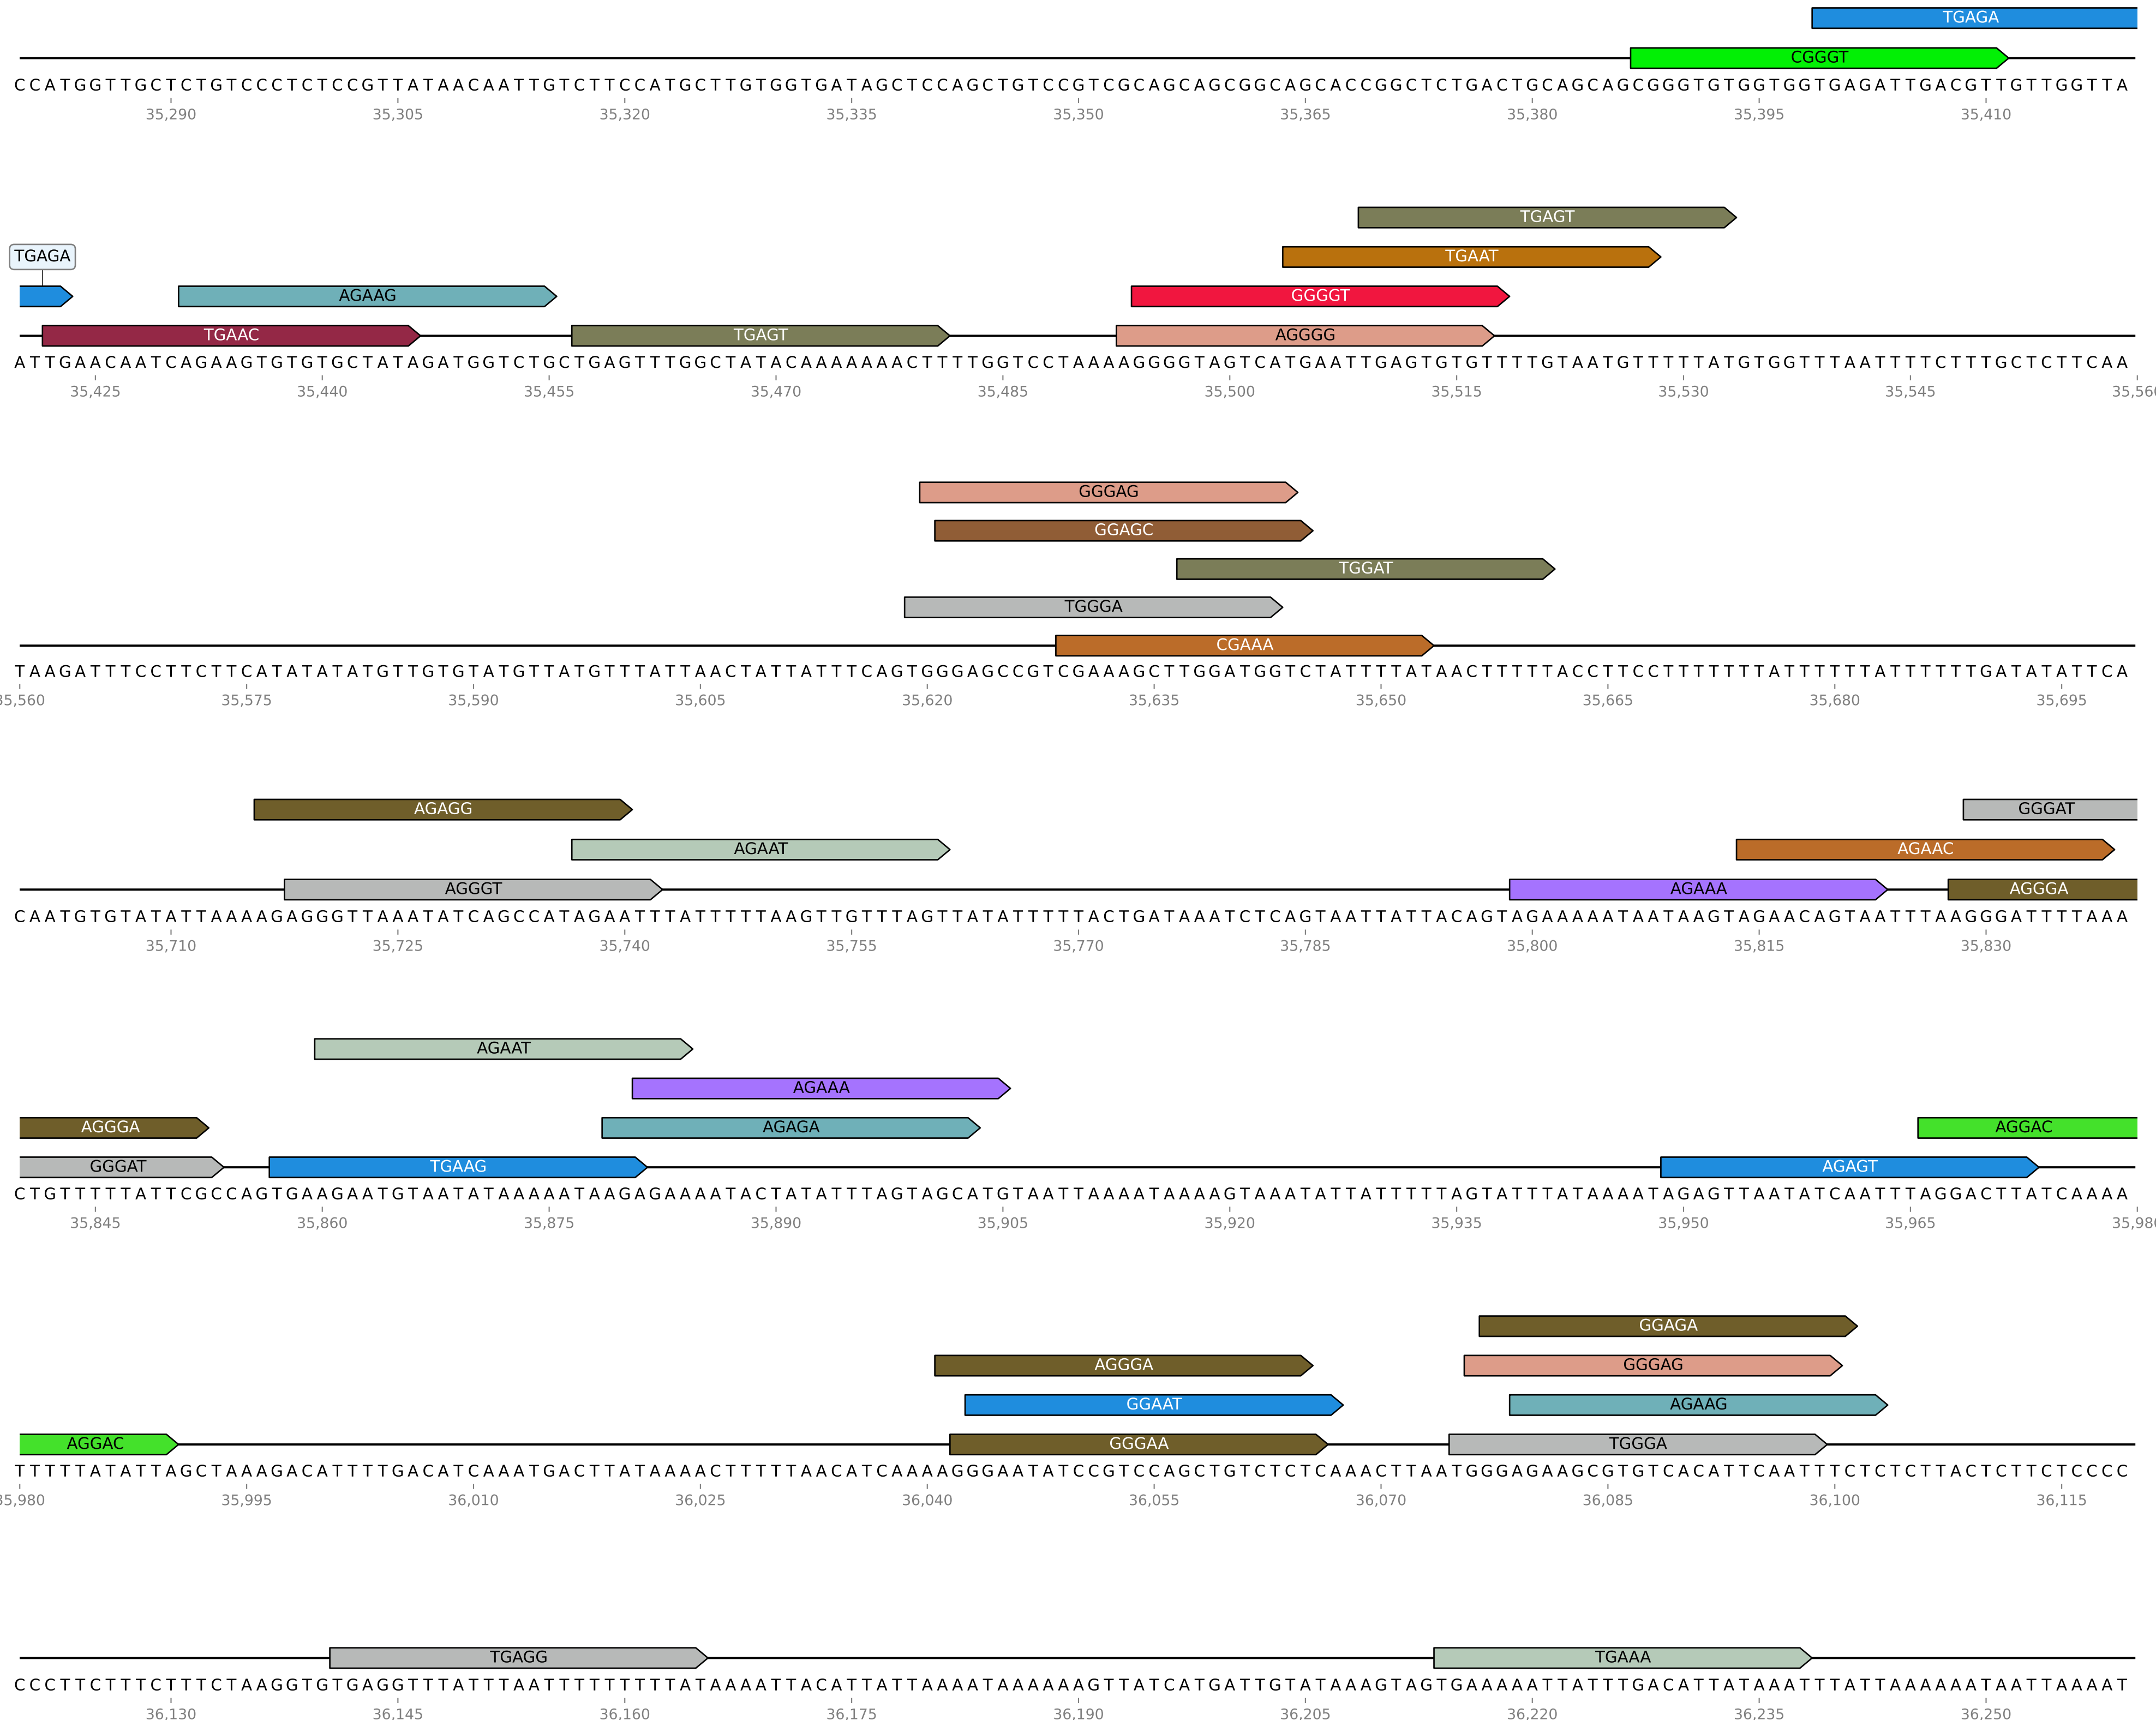 TGAGA
CGGGT
CCATGGTTGCTCTGTCCCTCTCCGTTATAACAATTGTCTTCCATGCTTGTGGTGATAGCTCCAGCTGTCCGTCGCAGCAGCGGCAGCACCGGCTCTGACTGCAGCAGCGGGTGTGGTGGTGAGATTGACGTTGTTGGTTA
35,290 35,305 35,320 35,335 35,350 35,365 35,380 35,395 35,410
TGAGT
TGAGA TGAAT
AGAAG GGGGT
TGAAC TGAGT AGGGG
ATTGAACAATCAGAAGTGTGTGCTATAGATGGTCTGCTGAGTTTGGCTATACAAAAAAACTTTTGGTCCTAAAAGGGGTAGTCATGAATTGAGTGTGTTTTGTAATGTTTTTATGTGGTTTAATTTTCTTTGCTCTTCAA
35,425 35,440 35,455 35,470 35,485 35,500 35,515 35,530 35,545 35,560
GGGAG
GGAGC
TGGAT
TGGGA
CGAAA
TAAGATTTCCTTCTTCATATATATGTTGTGTATGTTATGTTTATTAACTATTATTTCAGTGGGAGCCGTCGAAAGCTTGGATGGTCTATTTTATAACTTTTTACCTTCCTTTTTTTATTTTTTATTTTTTGATATATTCA
35,560 35,575 35,590 35,605 35,620 35,635 35,650 35,665 35,680 35,695
AGAGG GGGAT
AGAAT AGAAC
AGGGT AGAAA AGGGA
CAATGTGTATATTAAAAGAGGGTTAAATATCAGCCATAGAATTTATTTTTAAGTTGTTTAGTTATATTTTTACTGATAAATCTCAGTAATTATTACAGTAGAAAAATAATAAGTAGAACAGTAATTTAAGGGATTTTAAA
35,710 35,725 35,740 35,755 35,770 35,785 35,800 35,815 35,830
AGAAT
AGAAA
AGGGA AGAGA AGGAC
GGGAT TGAAG AGAGT
CTGTTTTTATTCGCCAGTGAAGAATGTAATATAAAAATAAGAGAAAATACTATATTTAGTAGCATGTAATTAAAATAAAAGTAAATATTATTTTTAGTATTTATAAAATAGAGTTAATATCAATTTAGGACTTATCAAAA
35,845 35,860 35,875 35,890 35,905 35,920 35,935 35,950 35,965 35,980
GGAGA
AGGGA GGGAG
GGAAT AGAAG
AGGAC GGGAA TGGGA
TTTTTATATTAGCTAAAGACATTTTGACATCAAATGACTTATAAAACTTTTTAACATCAAAAGGGAATATCCGTCCAGCTGTCTCTCAAACTTAATGGGAGAAGCGTGTCACATTCAATTTCTCTCTTACTCTTCTCCCC
35,980 35,995 36,010 36,025 36,040 36,055 36,070 36,085 36,100 36,115
TGAGG TGAAA
CCCTTCTTTCTTTCTAAGGTGTGAGGTTTATTTAATTTTTTTTTTATAAAATTACATTATTAAAATAAAAAAGTTATCATGATTGTATAAAGTAGTGAAAAATTATTTGACATTATAAATTTATTAAAAAATAATTAAAAT
36,130 36,145 36,160 36,175 36,190 36,205 36,220 36,235 36,250